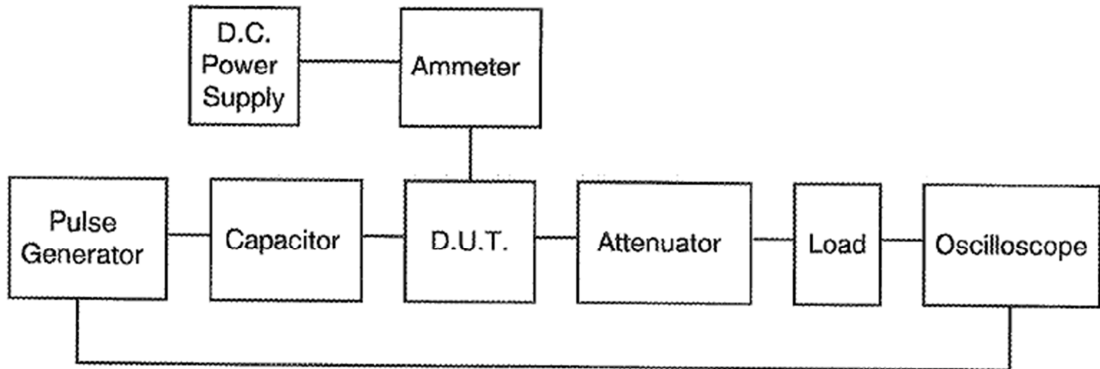 D.C.
Power
Supply
Ammeter
Pulse
Generator
Capacitor
D.U.T.
Attenuator
Load
Oscilloscope